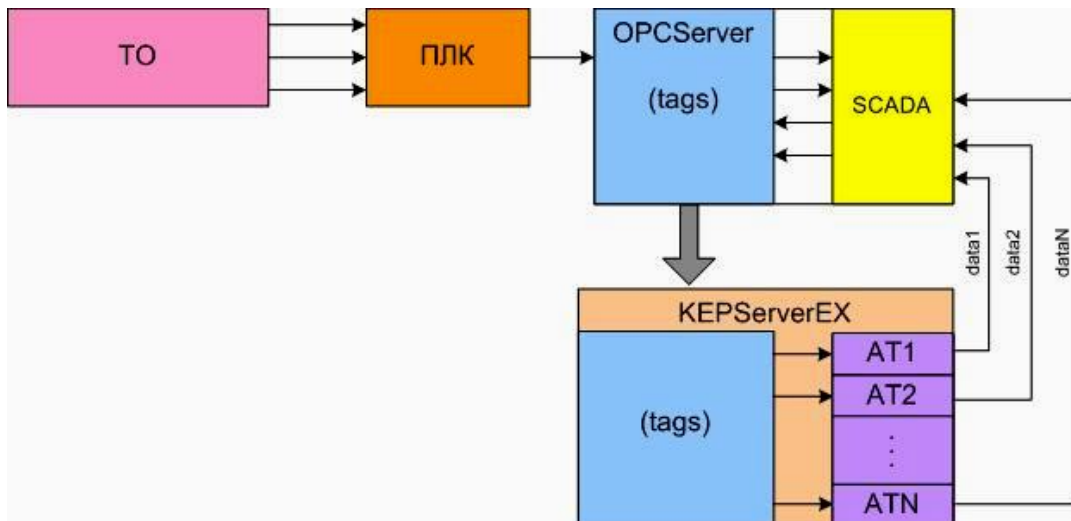 ТО
ПЛК
OPCServer
(tags)
SCADA
data1
data2
dataN
KEPServerEX
(tags)
AT1
AT2
...
ATN